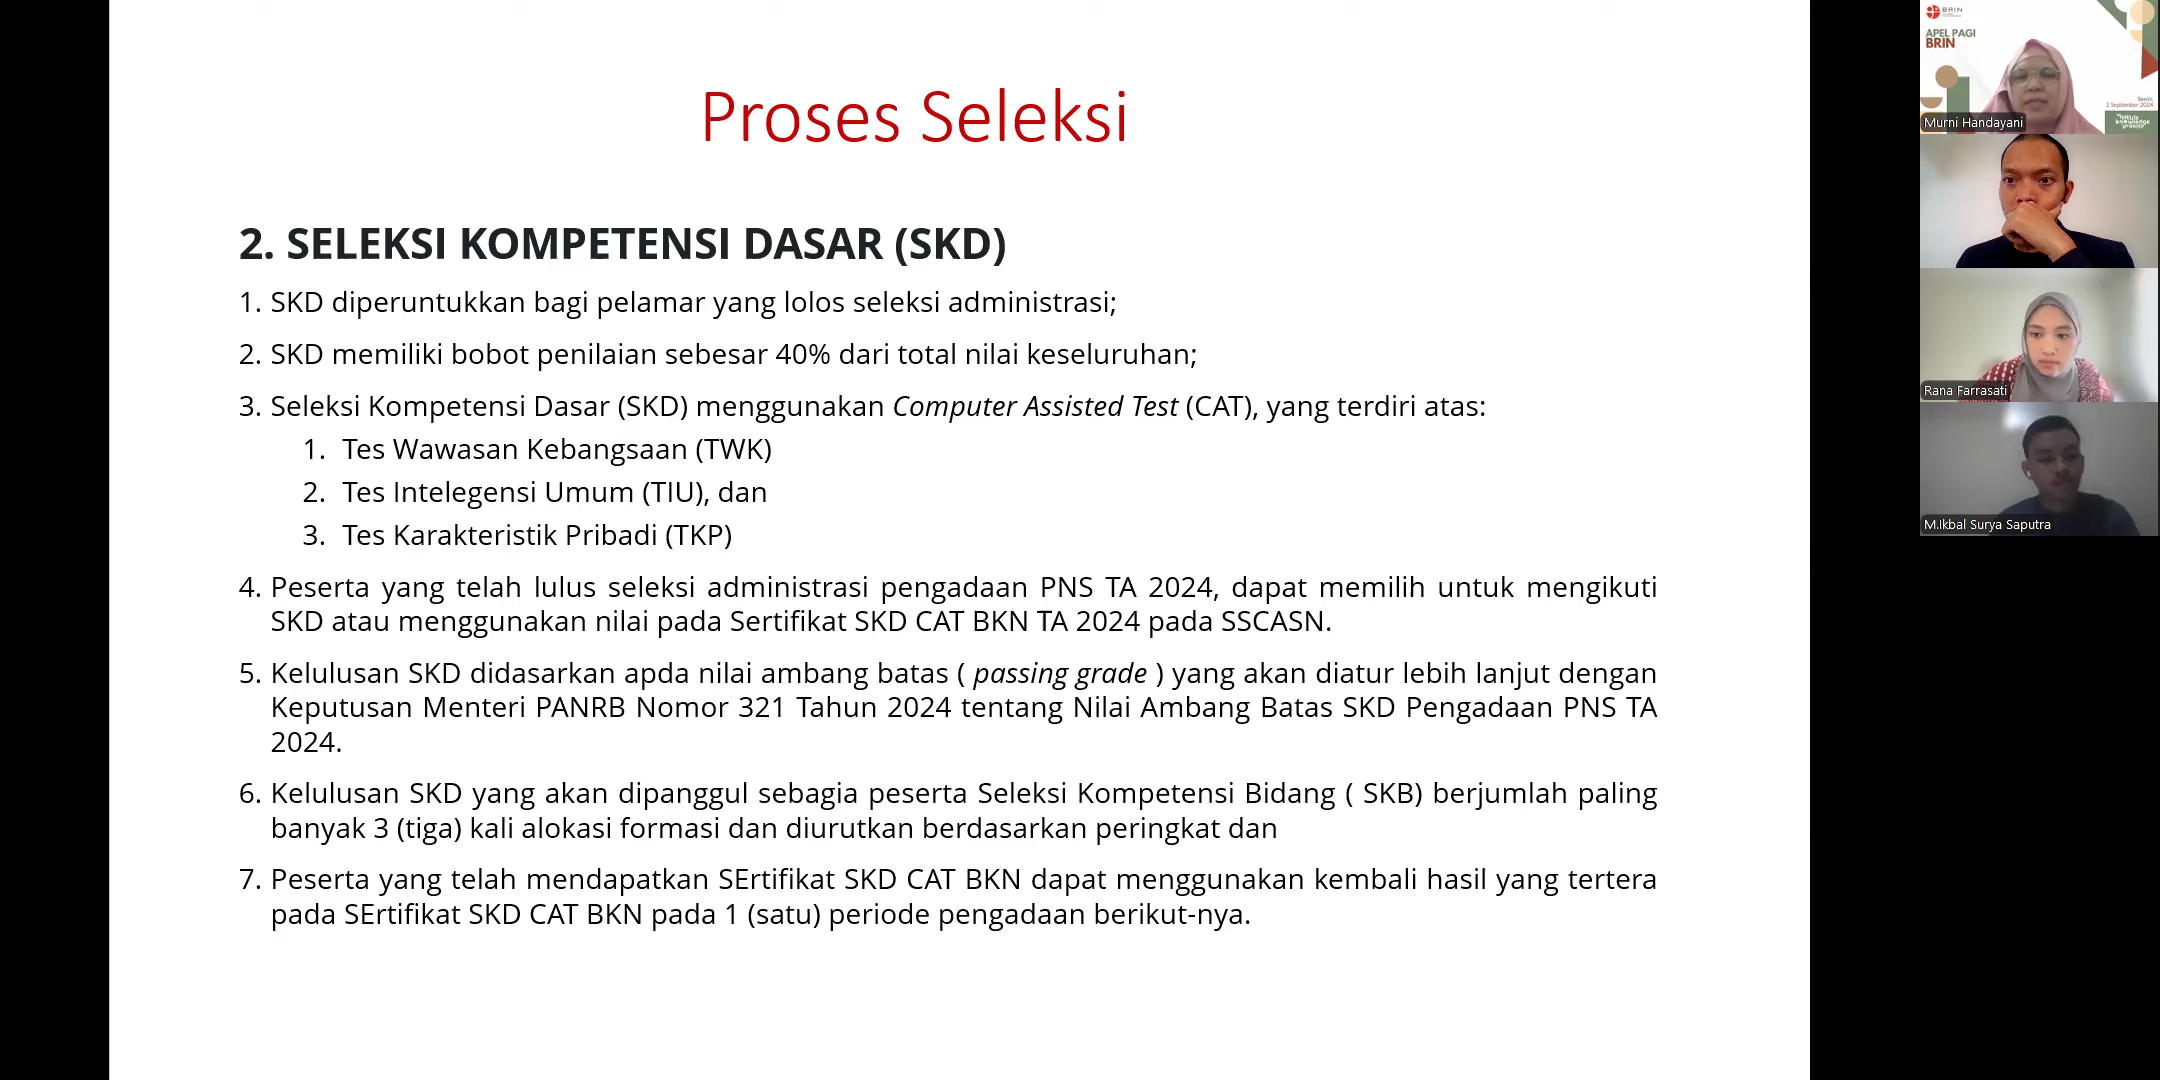 Proses Seleksi
2. SELEKSI KOMPETENSI DASAR (SKD)
1. SKD diperuntukkan bagi pelamar yang lolos seleksi administrasi;
2. SKD memiliki bobot penilaian sebesar 40% dari total nilai keseluruhan;
3. Seleksi Kompetensi Dasar (SKD) menggunakan Computer Assisted Test (CAT), yang terdiri atas:
1. Tes Wawasan Kebangsaan (TWK)
2. Tes Intelegensi Umum (TIU), dan
3. Tes Karakteristik Pribadi (TKP)
4. Peserta yang telah lulus seleksi administrasi pengadaan PNS TA 2024, dapat memilih untuk mengikuti
SKD atau menggunakan nilai pada Sertifikat SKD CAT BKN TA 2024 pada SSCASN.
5. Kelulusan SKD didasarkan apda nilai ambang batas ( passing grade ) yang akan diatur lebih lanjut dengan
Keputusan Menteri PANRB Nomor 321 Tahun 2024 tentang Nilai Ambang Batas SKD Pengadaan PNS TA
2024.
6. Kelulusan SKD yang akan dipanggul sebagia peserta Seleksi Kompetensi Bidang ( SKB) berjumlah paling
banyak 3 (tiga) kali alokasi formasi dan diurutkan berdasarkan peringkat dan
7. Peserta yang telah mendapatkan SErtifikat SKD CAT BKN dapat menggunakan kembali hasil yang tertera
pada SErtifikat SKD CAT BKN pada 1 (satu) periode pengadaan berikut-nya.
BRIN
APEL PAGI
BRIN
Senin,
2 September 2024
Murni Handayani
Rana Farrasati
M.Ikbal Surya Saputra